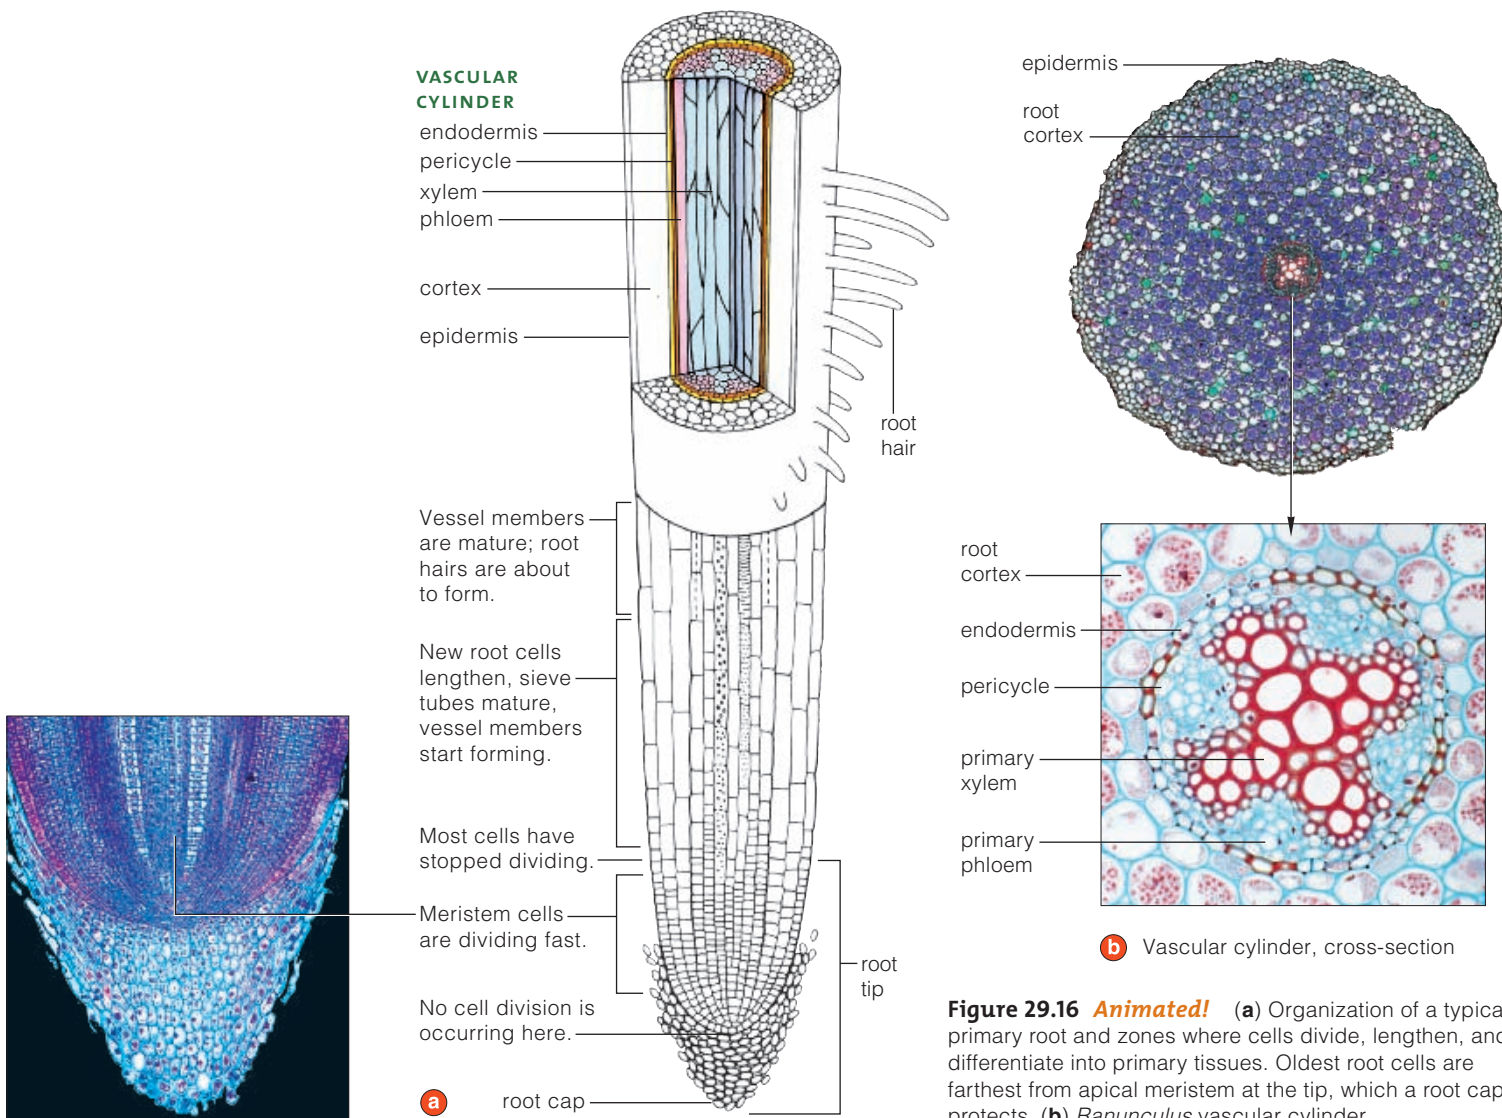 VASCULAR
CYLINDER
endodermis
pericycle
xylem
phloem
cortex
epidermis
root
hair
Vessel members
are mature; root
hairs are about
to form.
New root cells
lengthen, sieve
tubes mature,
vessel members
start forming.
Most cells have
stopped dividing.
Meristem cells
are dividing fast.
No cell division is
occurring here.
root
tip
a
root cap
epidermis
root
cortex
root
cortex
endodermis
pericycle
primary
xylem
primary
phloem
b Vascular cylinder, cross-section
Figure 29.16 Animated! (a) Organization of a typica
primary root and zones where cells divide, lengthen, and
differentiate into primary tissues. Oldest root cells are
farthest from apical meristem at the tip, which a root cap
protects. (b) Ranunculus vascular cylinder